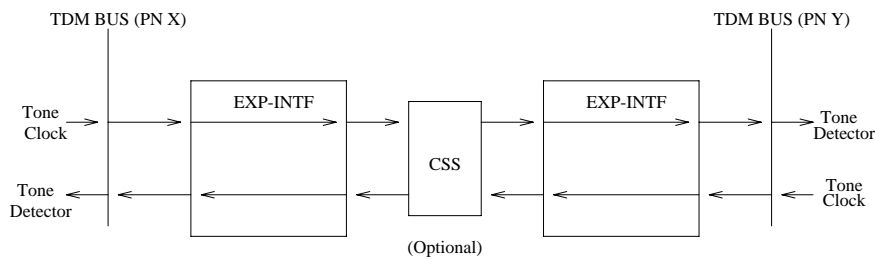 TDM BUS (PN X)
TDM BUS (PN Y)
EXP-INTF
EXP-INTF
Tone
Clock
Tone
Detector
CSS
Tone
Detector
Tone
Clock
(Optional)